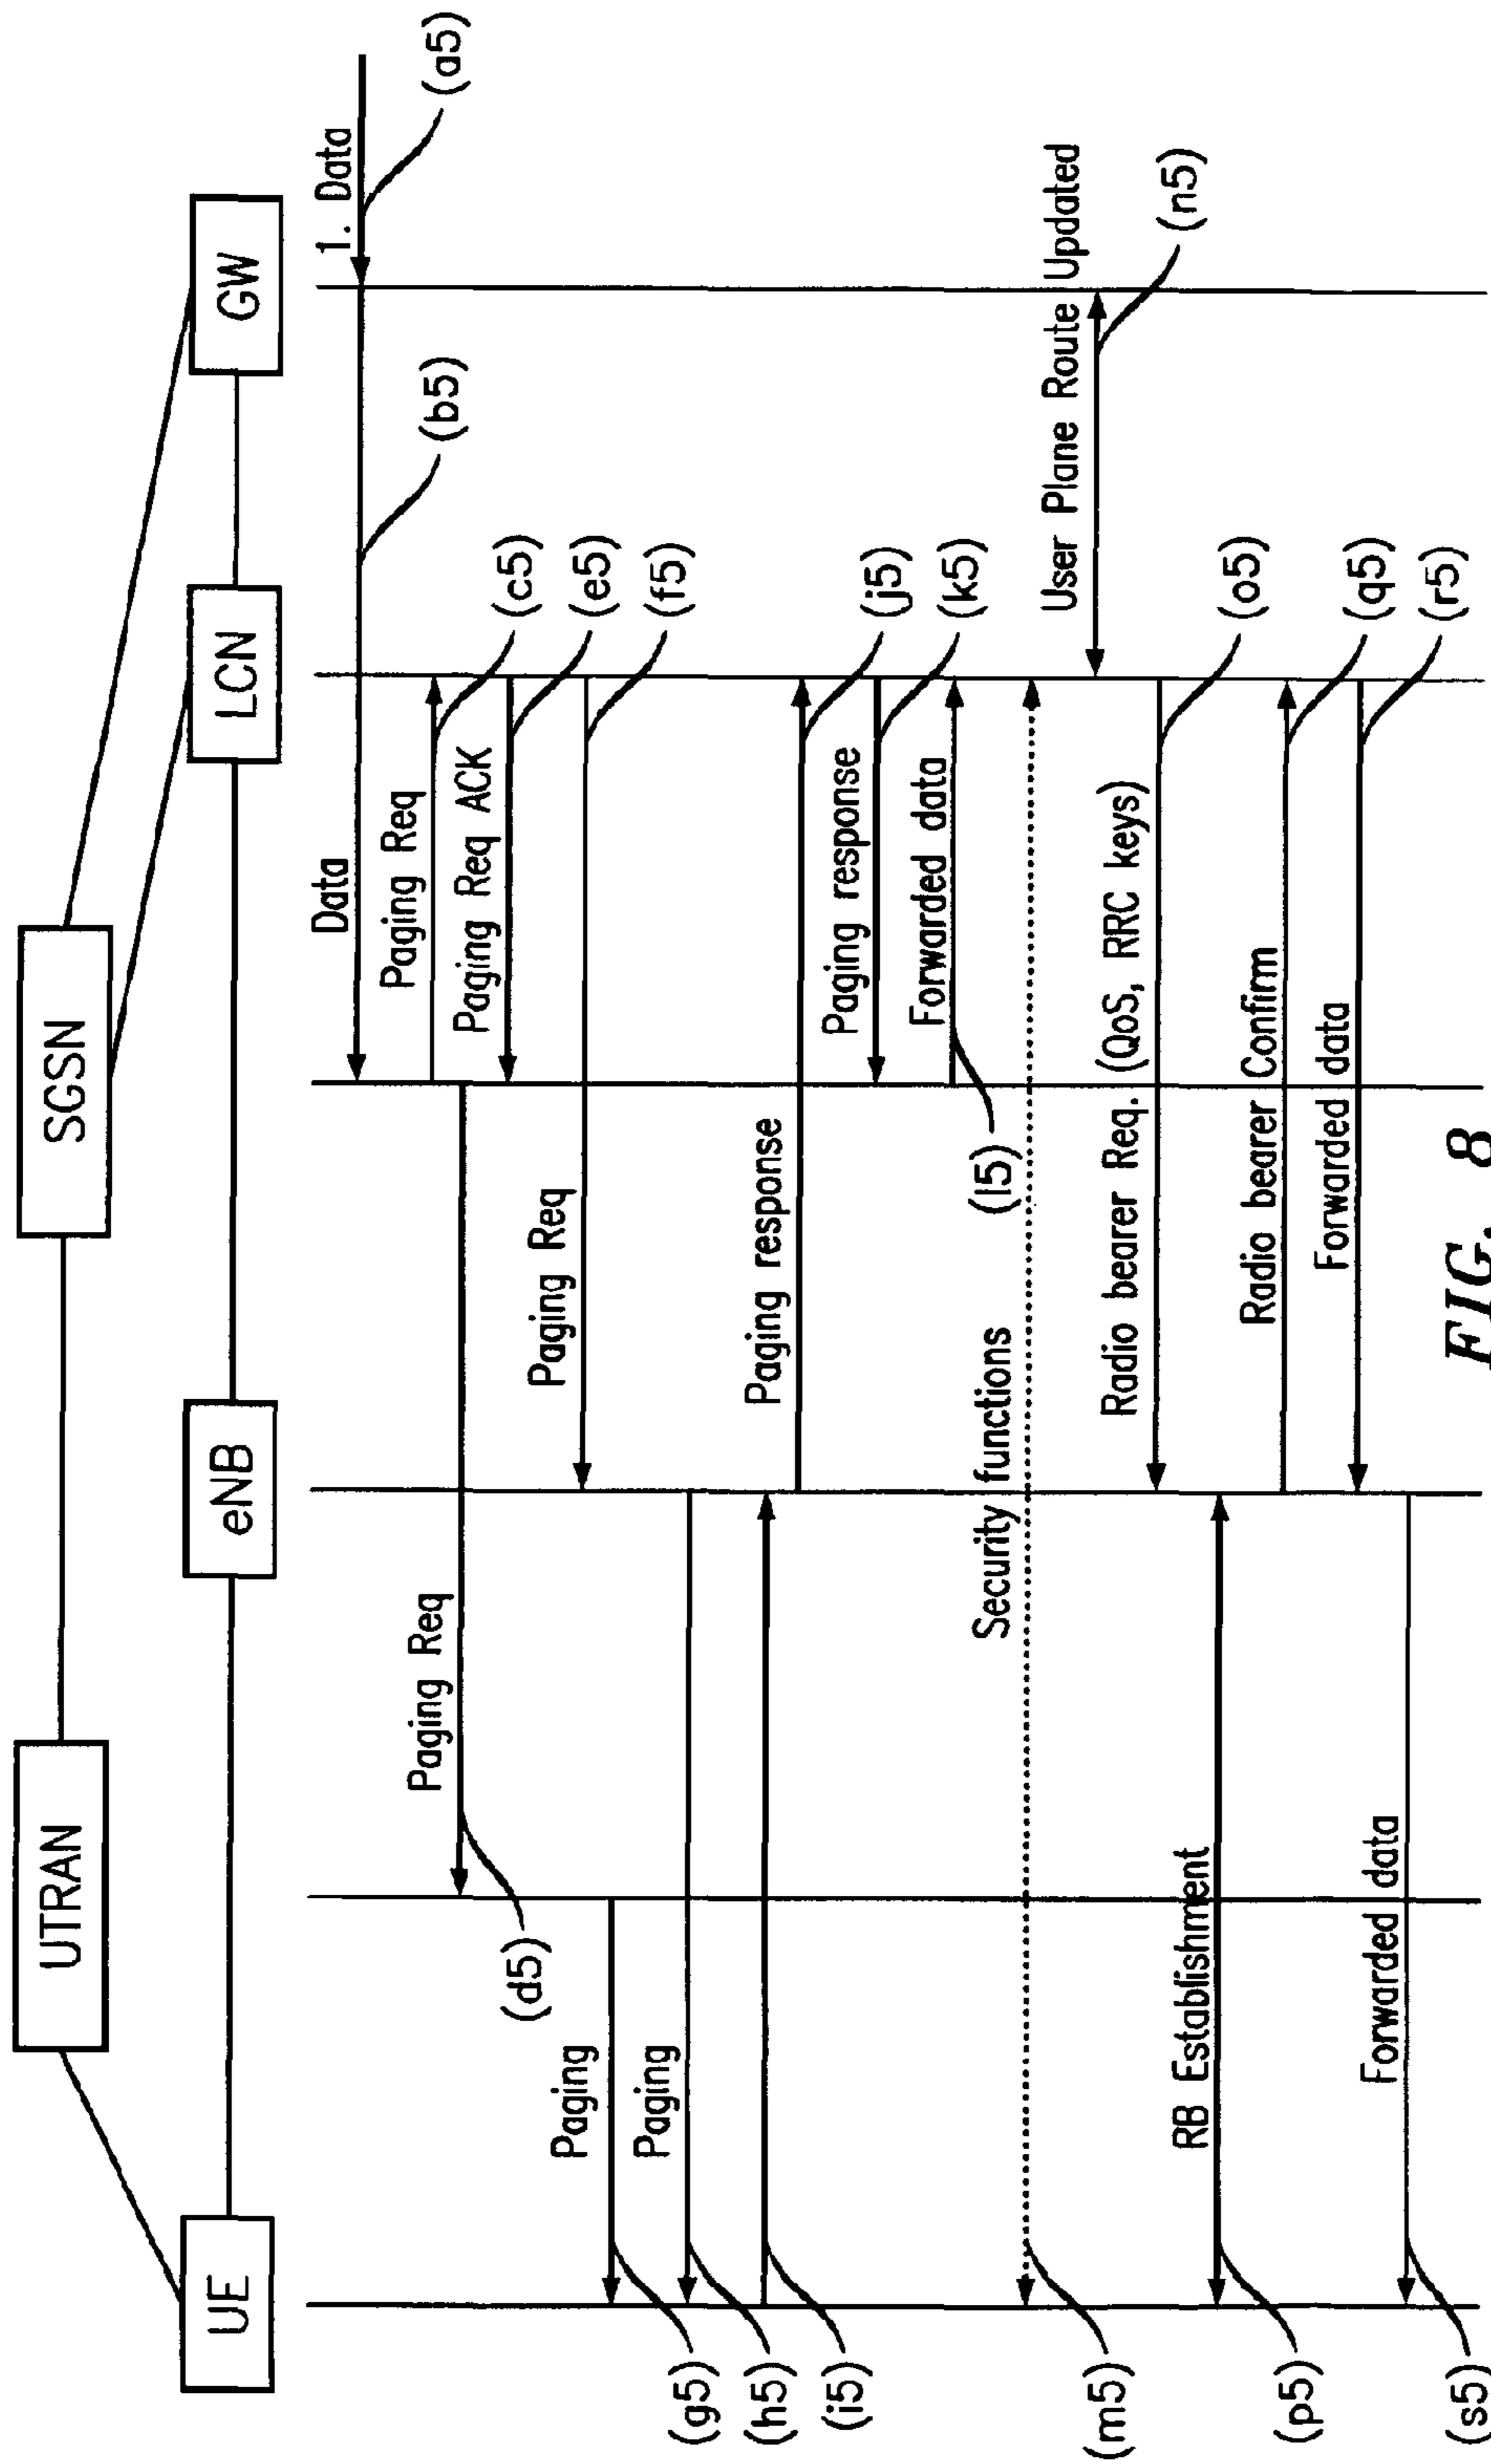 UE
UTRAN
eNB
SGSN
LCN
GW
1. Data
(a5)
Data
(b5)
Paging Req
(c5)
Paging Req
(d5)
Paging Req ACK
(e5)
Paging Req
(f5)
Paging
(g5)
Paging
(h5)
(i5)
Paging response
(j5)
Paging response
(k5)
Forwarded data
(l5)
Security functions
(m5)
User Plane Route Updated
(n5)
Radio bearer Req. (QoS, RRC keys)
(o5)
RB Establishment
(p5)
Radio bearer Confirm
(q5)
Forwarded data
(r5)
Forwarded data
(s5)
FIG. 8